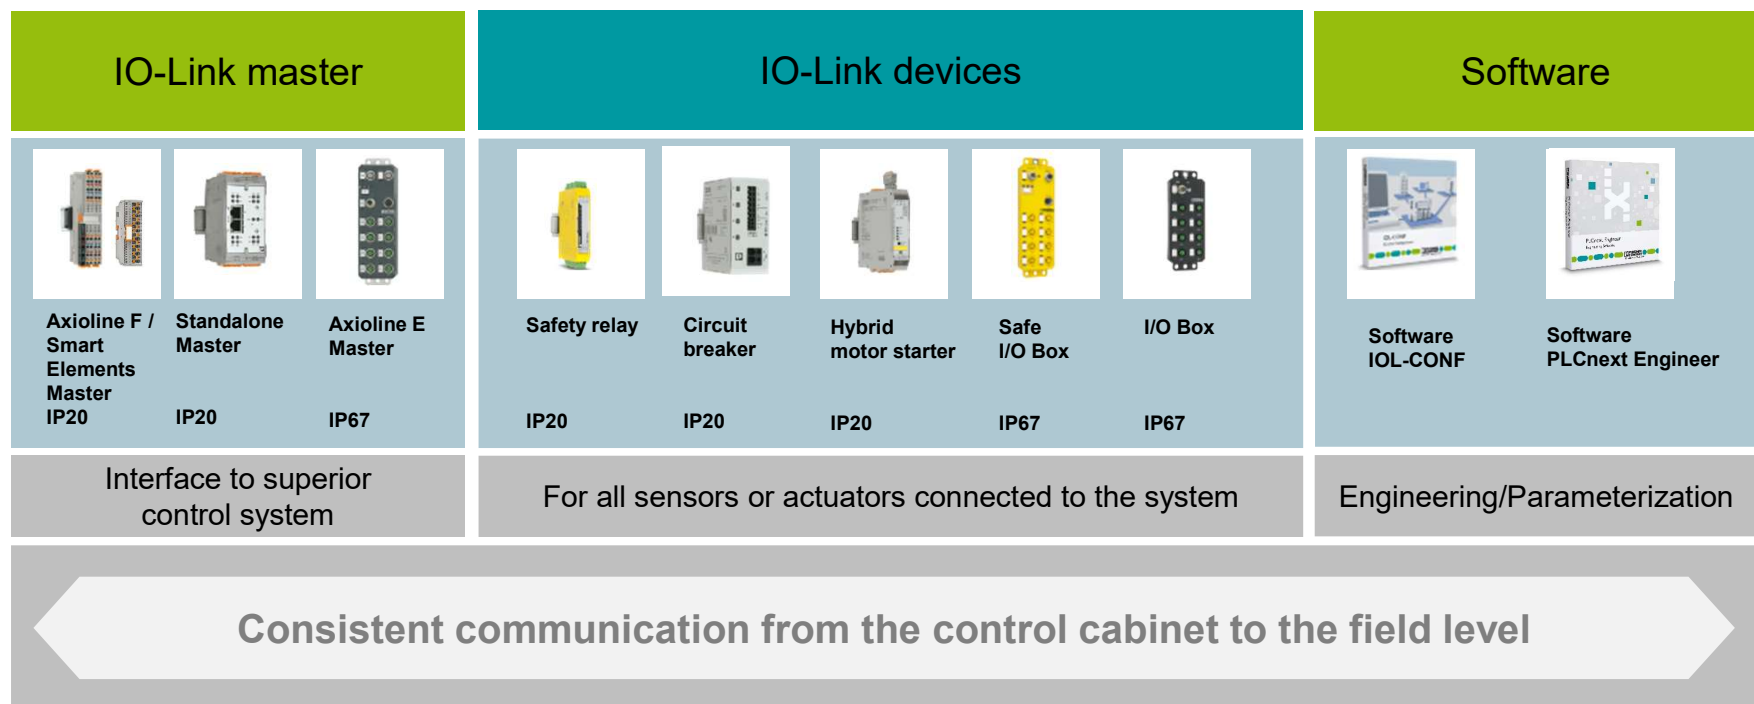 IO-Link master
IO-Link devices
Software
Axioline F /
Smart
Elements
Master
IP20
Standalone
Master
IP20
Axioline E
Master
IP67
Safety relay
IP20
Circuit
breaker
IP20
Hybrid
motor starter
IP20
Safe
I/O Box
IP67
I/O Box
IP67
Software
IOL-CONF
Software
PLCnext Engineer
Interface to superior
control system
For all sensors or actuators connected to the system
Engineering/Parameterization
Consistent communication from the control cabinet to the field level